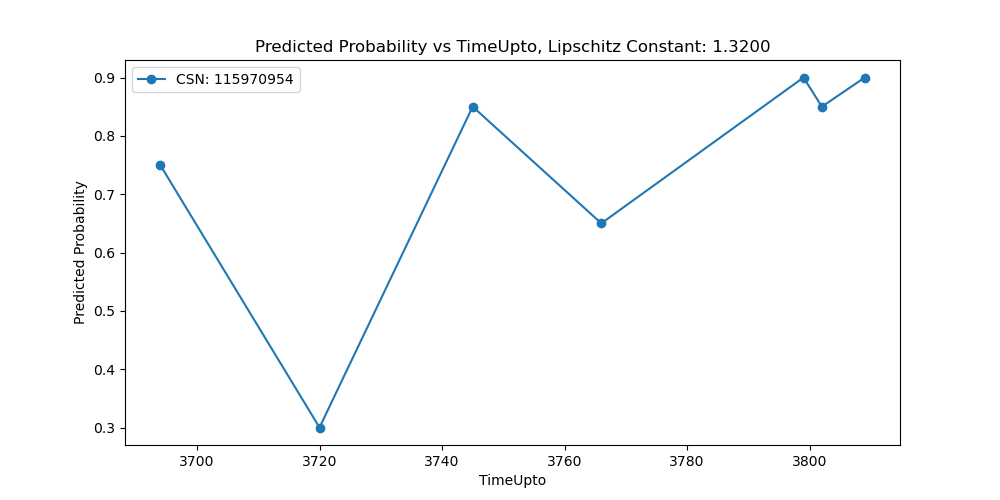 Predicted Probability vs TimeUpto, Lipschitz Constant: 1.3200
CSN: 115970954
Predicted Probability
0.9
0.8
0.7
0.6
0.5
0.4
0.3
3700 3720 3740 3760 3780 3800
TimeUpto